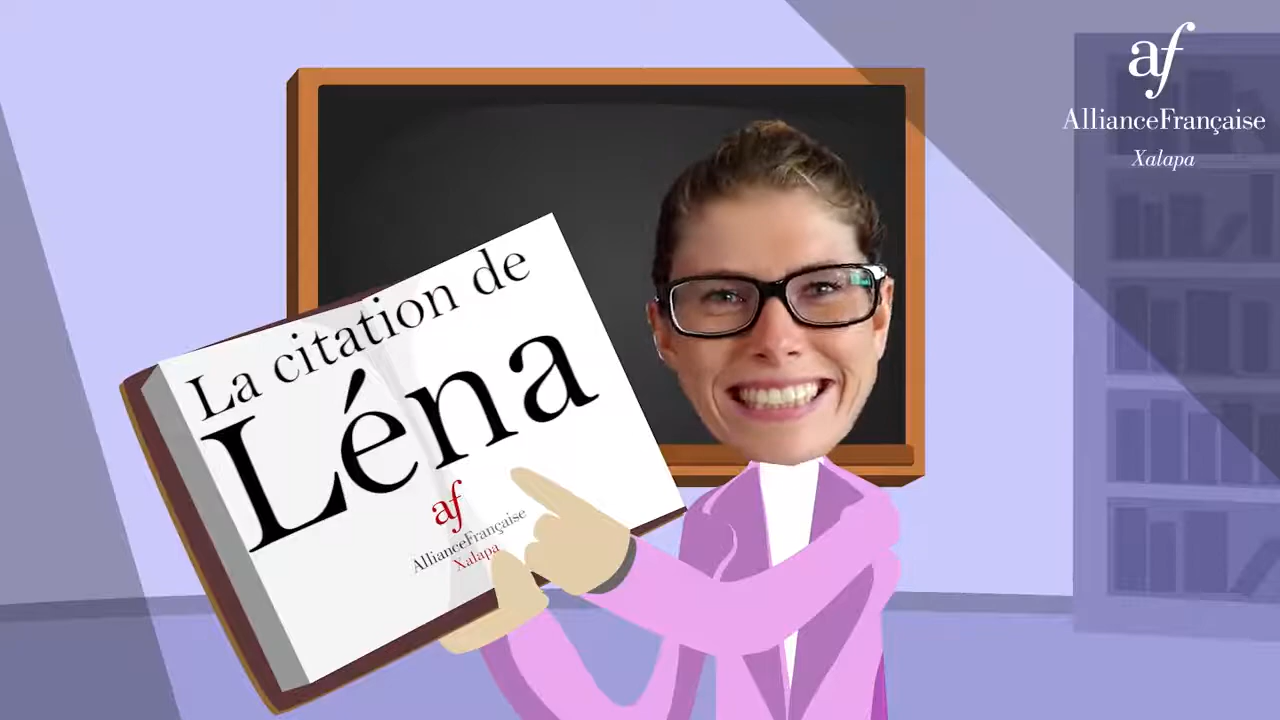 La citation de
Léna
af
AllianceFrançaise
Xalapa
af
AllianceFrançaise
Xalapa